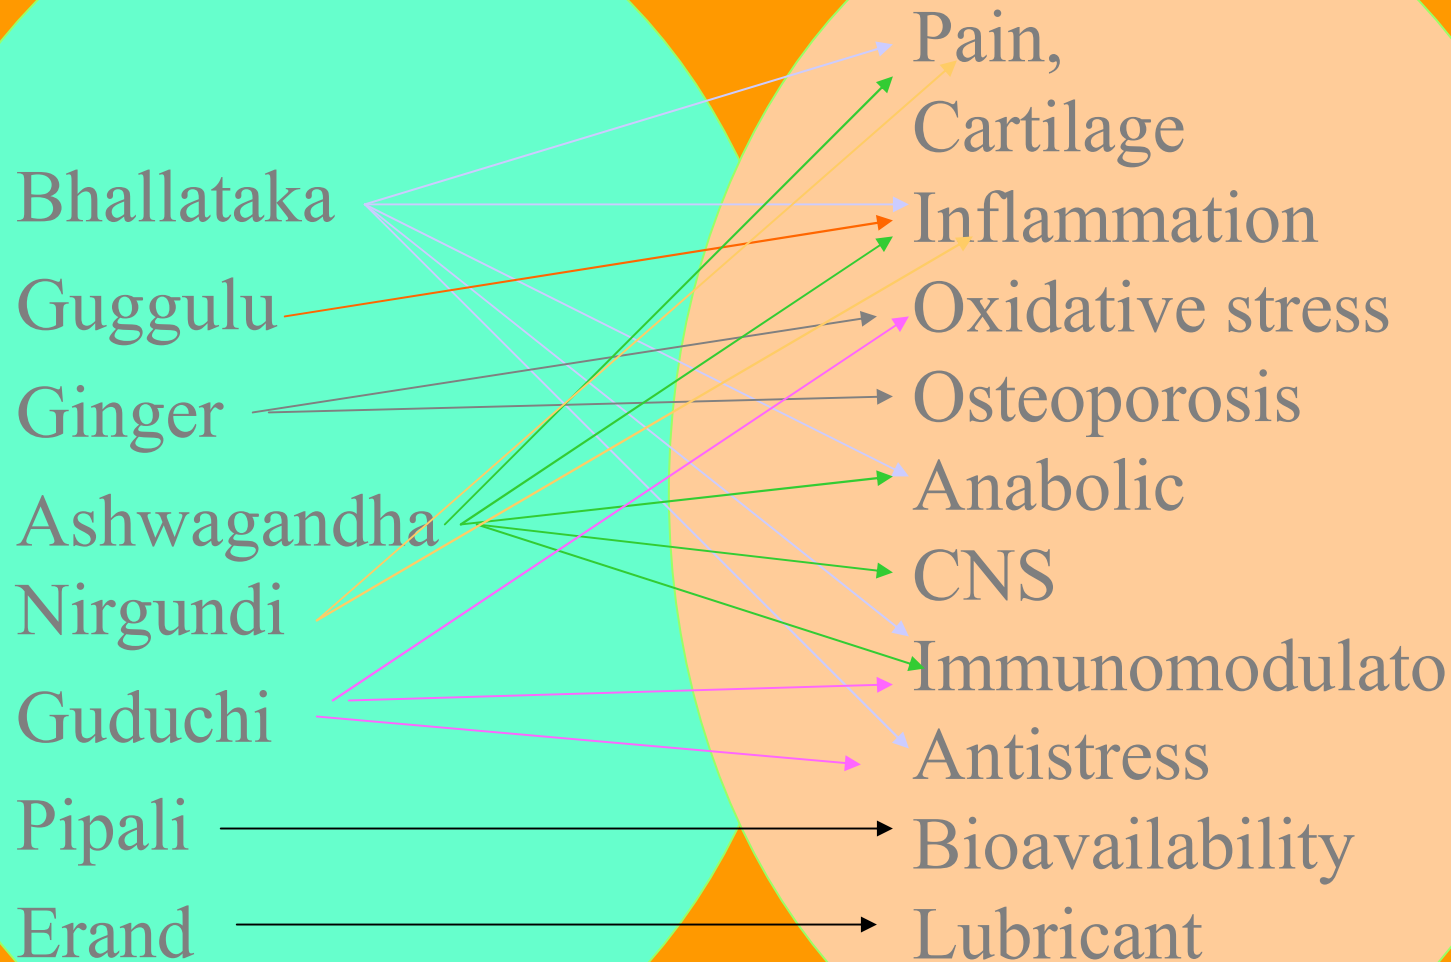 Bhallataka
Guggulu
Ginger
Ashwagandha
Nirgundi
Guduchi
Pipali
Erand
Pain,
Cartilage
Inflammation
Oxidative stress
Osteoporosis
Anabolic
CNS
Immunomodulato
Antistress
Bioavailability
Lubricant